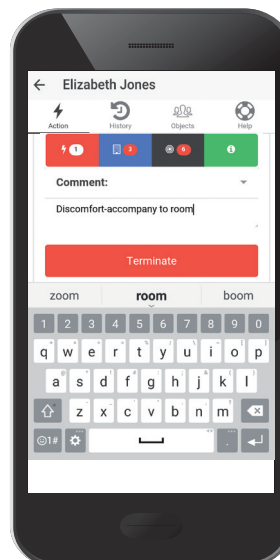 ← Elizabeth Jones
Action History Objects Help
1 3 6
Comment:
Discomfort-accompany to room
Terminate
zoom room boom
1 2 3 4 5 6 7 8 9 0
q w e r t y u i o p
a s d f g h j k l
z x c v b n m
☺1# .